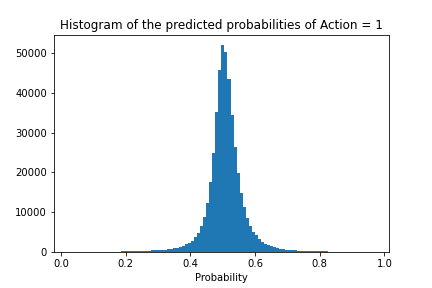 Histogram of the predicted probabilities of Action = 1
50000
40000
30000
20000
10000
0
0.0 0.2 0.4 0.6 0.8 1.0
Probability